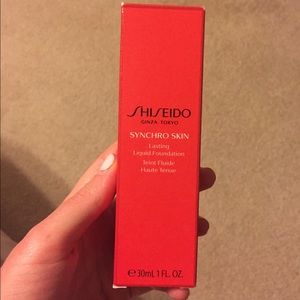 SHISEIDO
GINZA TOKYO
SYNCHRO SKIN
Lasting
Liquid Foundation
Teint Fluide
Haute Tenue
℮30mL 1 FL. OZ.